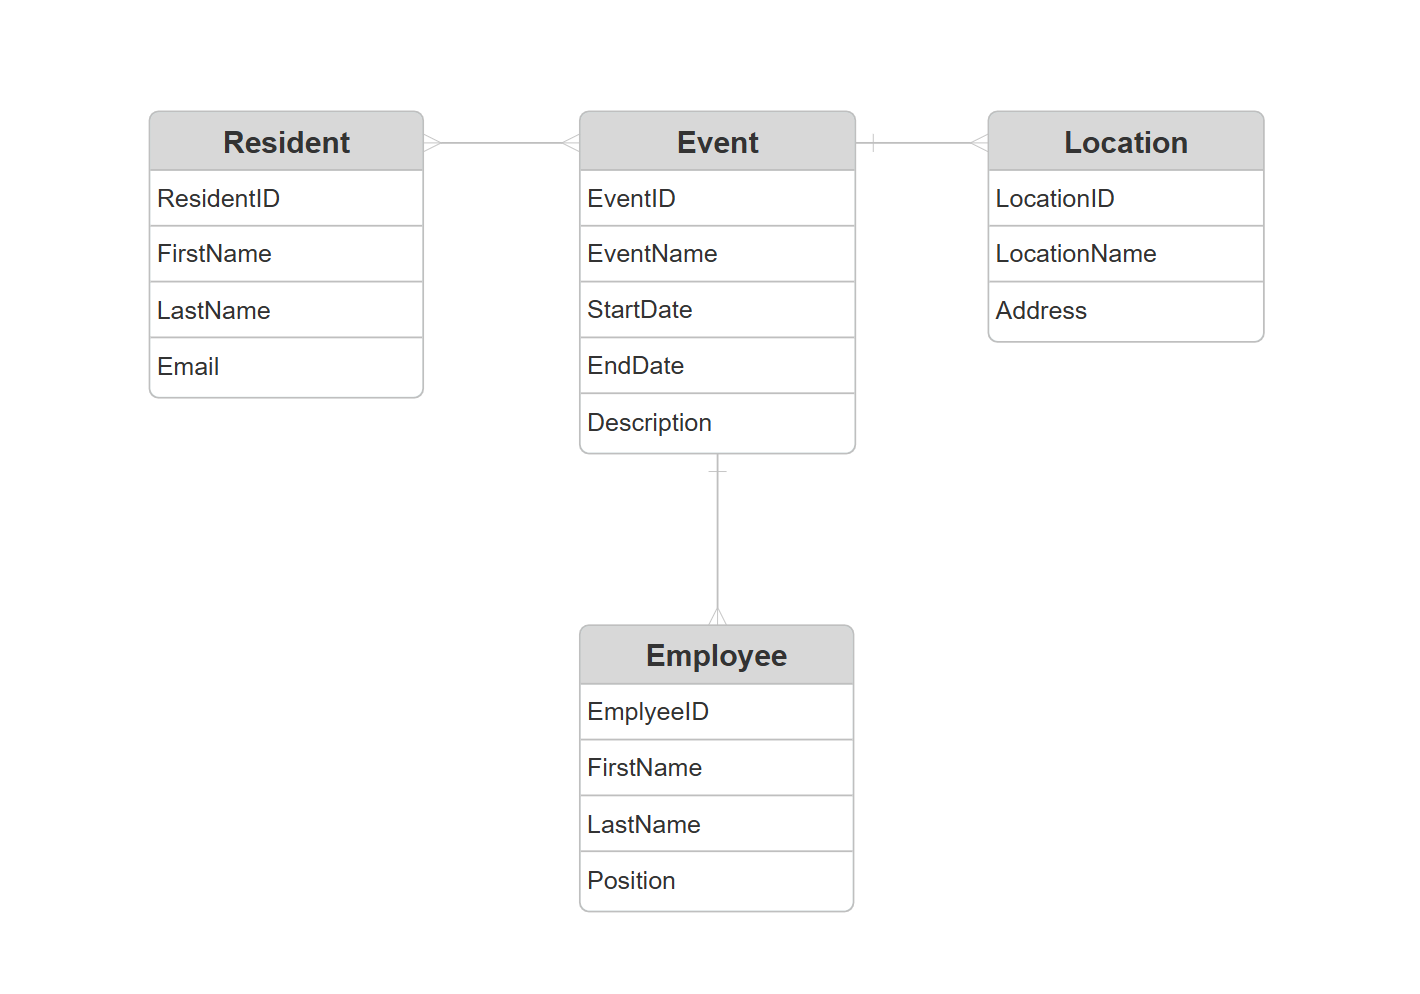 Resident
ResidentID
FirstName
LastName
Email
Event
EventID
EventName
StartDate
EndDate
Description
Location
LocationID
LocationName
Address
Employee
EmplyeeID
FirstName
LastName
Position